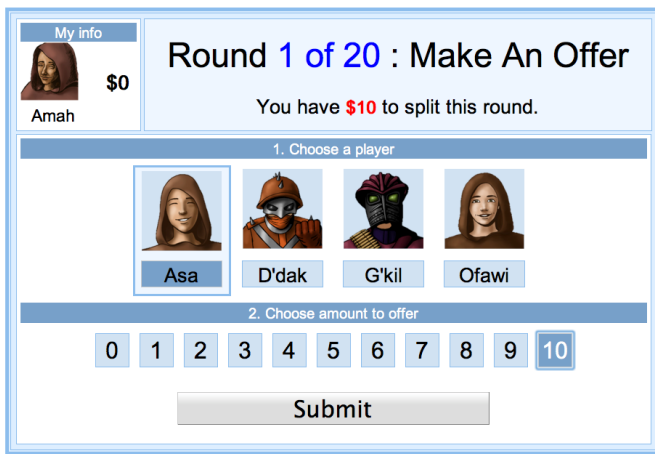 My info
$0
Amah
Round 1 of 20 : Make An Offer
You have $10 to split this round.
1. Choose a player
Asa D'dak G'kil Ofawi
2. Choose amount to offer
0 1 2 3 4 5 6 7 8 9 10
Submit